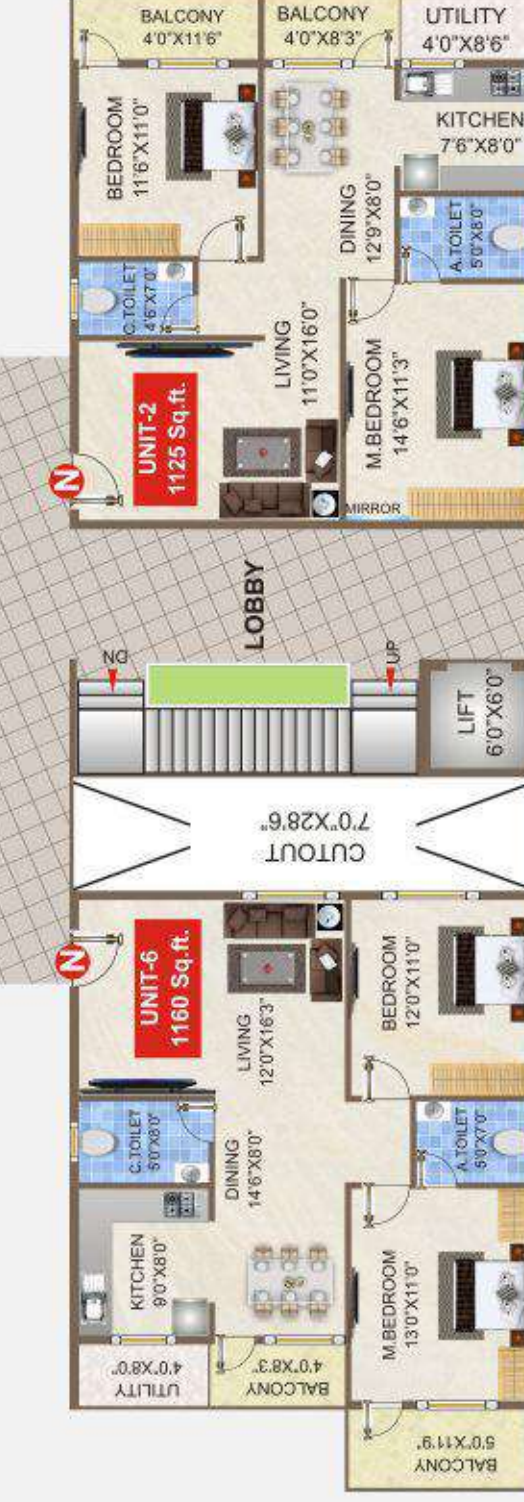 BALCONY
4'0"X11'6"
BALCONY
4'0"X8'3"
UTILITY
4'0"X8'6"
BEDROOM
11'6"X11'0"
KITCHEN
7'6"X8'0"
DINING
12'9"X8'0"
A.TOILET
5'0"X8'0"
C.TOILET
4'6"X7'0"
LIVING
11'0"X16'0"
M.BEDROOM
14'6"X11'3"
UNIT-2
1125 Sq.ft.
N
MIRROR
LOBBY
DN
UP
LIFT
6'0"X6'0"
CUTOUT
7'0"X28'6"
N
UNIT-6
1160 Sq.ft.
LIVING
12'0"X16'3"
BEDROOM
12'0"X11'0"
C.TOILET
5'0"X8'0"
DINING
14'6"X8'0"
A.TOILET
5'0"X7'0"
KITCHEN
9'0"X8'0"
M.BEDROOM
13'0"X11'0"
UTILITY
4'0"X8'0"
BALCONY
4'0"X8'3"
BALCONY
5'0"X11'9"